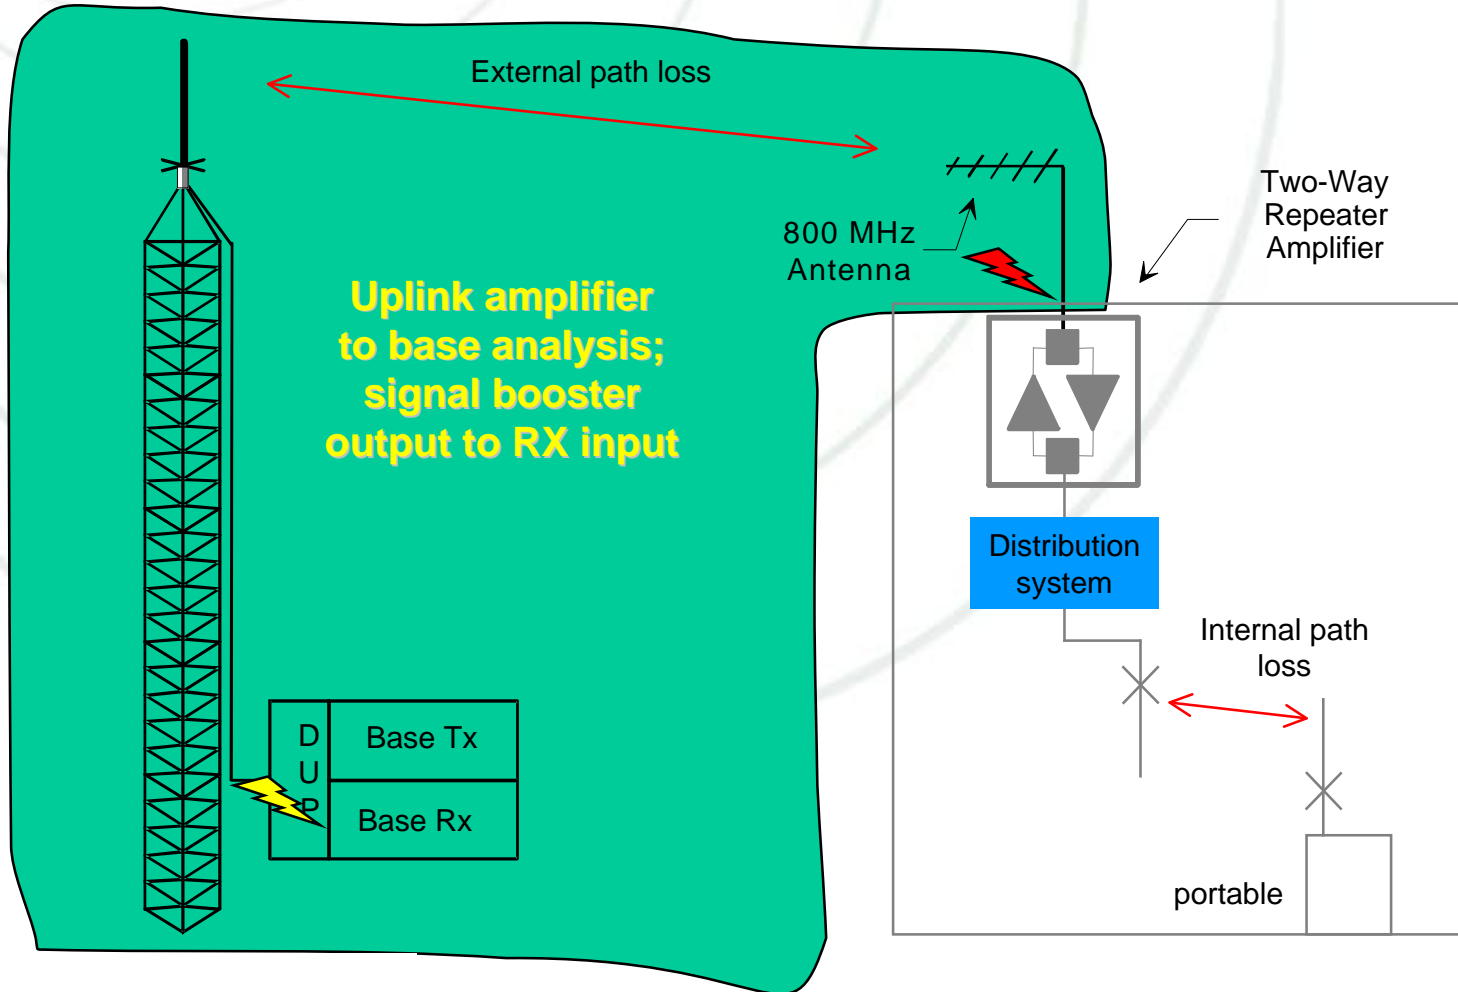 External path loss
800 MHz
Antenna
Two-Way
Repeater
Amplifier
Uplink amplifier
to base analysis;
signal booster
output to RX input
Distribution
system
Internal path
loss
D
U
P
Base Tx
Base Rx
portable